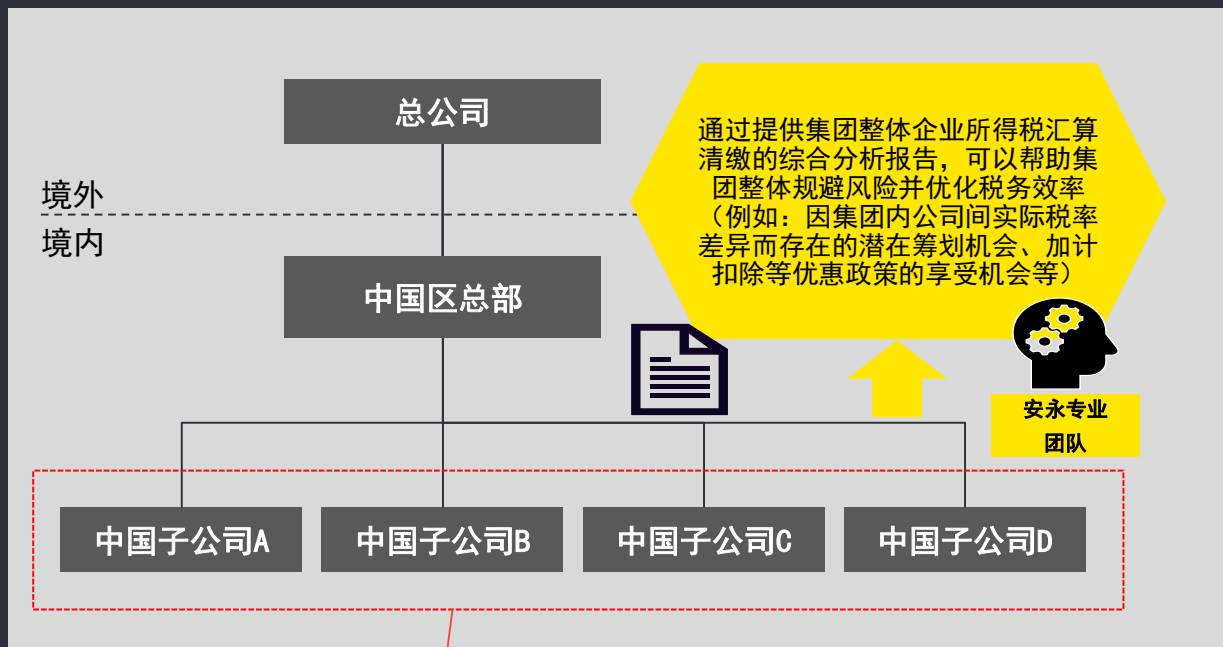 总公司
通过提供集团整体企业所得税汇算
清缴的综合分析报告，可以帮助集
团整体规避风险并优化税务效率
（例如：因集团内公司间实际税率
差异而存在的潜在筹划机会、加计
扣除等优惠政策的享受机会等）
境外
境内
中国区总部
安永专业
团队
中国子公司A
中国子公司B
中国子公司C
中国子公司D